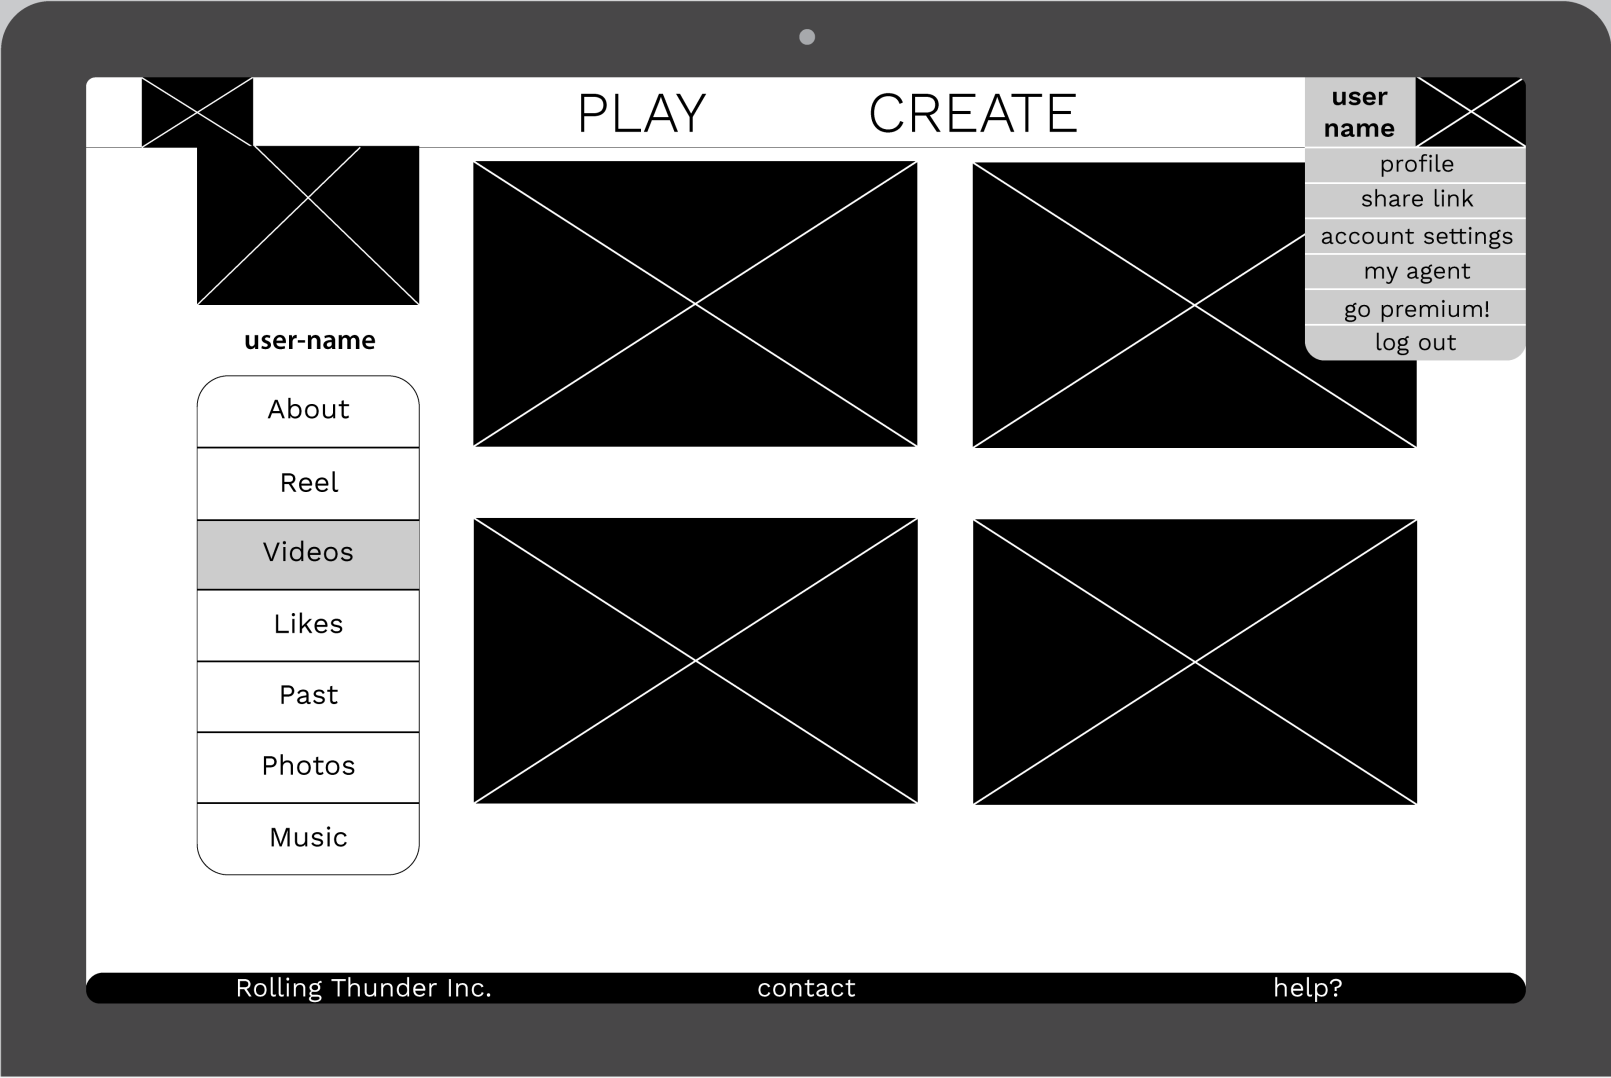 PLAY
CREATE
user
name
profile
share link
account settings
my agent
go premium!
log out
user-name
About
Reel
Videos
Likes
Past
Photos
Music
Rolling Thunder Inc.
contact
help?